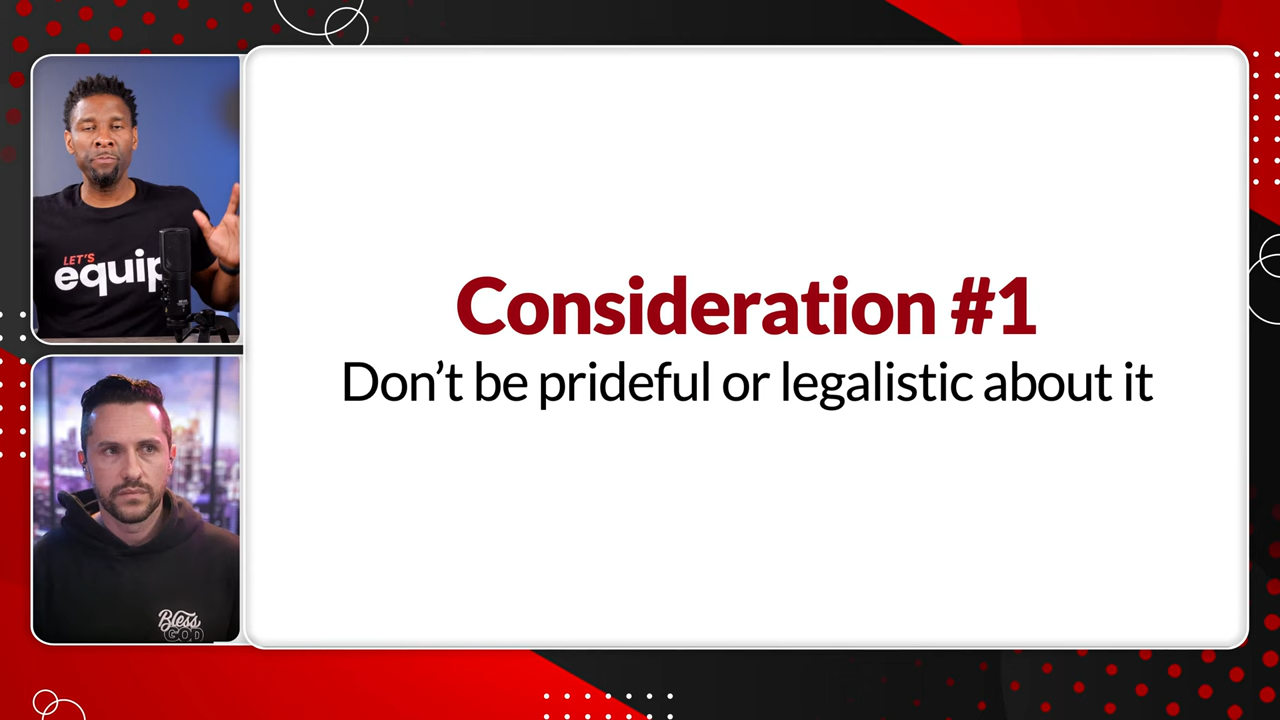 LET'S
equip
Bless
GOD
Consideration #1
Don’t be prideful or legalistic about it